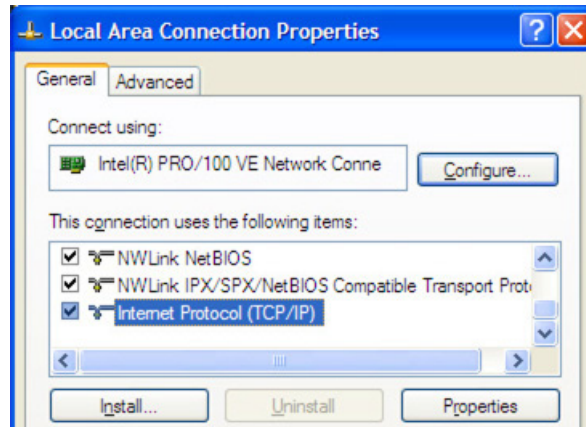 Local Area Connection Properties
General Advanced
Connect using:
Intel(R) PRO/100 VE Network Conne
Configure...
This connection uses the following items:
NWLink NetBIOS
NWLink IPX/SPX/NetBIOS Compatible Transport Prot
Internet Protocol (TCP/IP)
Install... Uninstall Properties